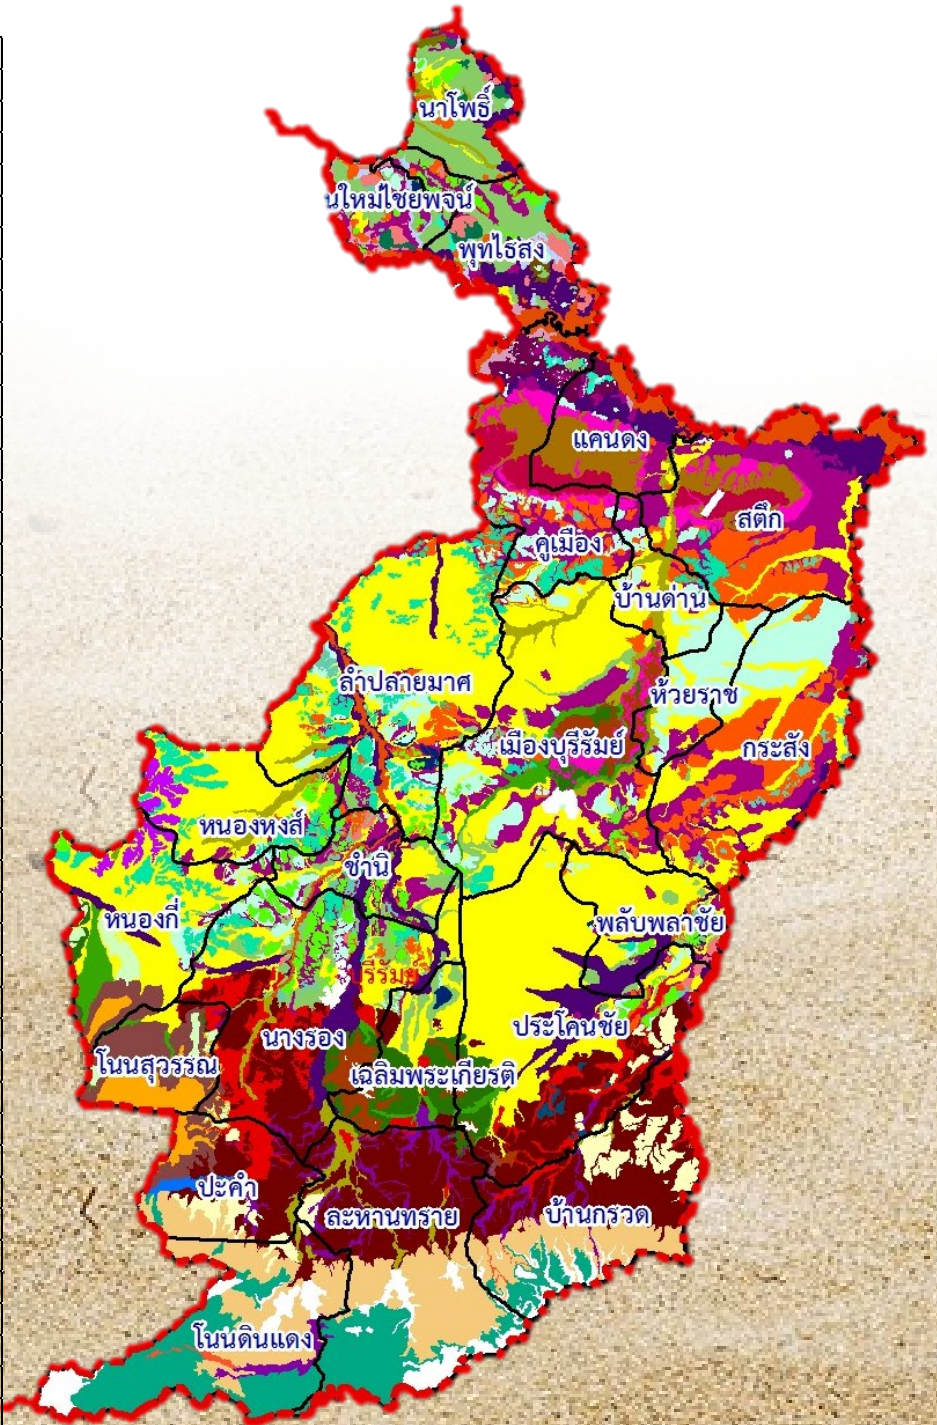 นาโพธิ์
นใหม่ไชยพจน์
พุทไธสง
แคนดง
สตึก
คูเมือง
บ้านด่าน
ลำปลายมาศ
ห้วยราช
เมืองบุรีรัมย์
กระสัง
หนองหงส์
ชำนิ
หนองกี่
พลับพลาชัย
รีรัมย์
ประโคนชัย
นางรอง
โนนสุวรรณ
เฉลิมพระเกียรติ
ปะคำ
ละหานทราย
บ้านกรวด
โนนดินแดง